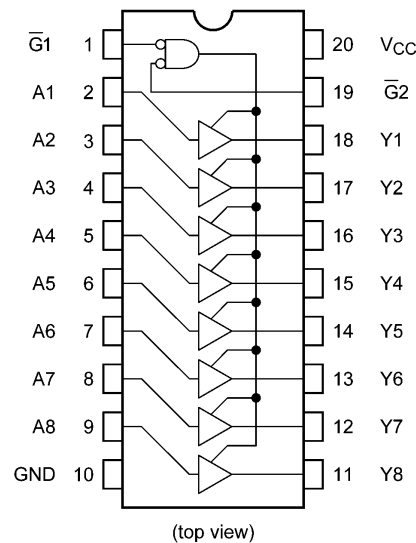 G̅1 1 20 VCC
A1 2 19 G̅2
A2 3 18 Y1
A3 4 17 Y2
A4 5 16 Y3
A5 6 15 Y4
A6 7 14 Y5
A7 8 13 Y6
A8 9 12 Y7
GND 10 11 Y8
(top view)